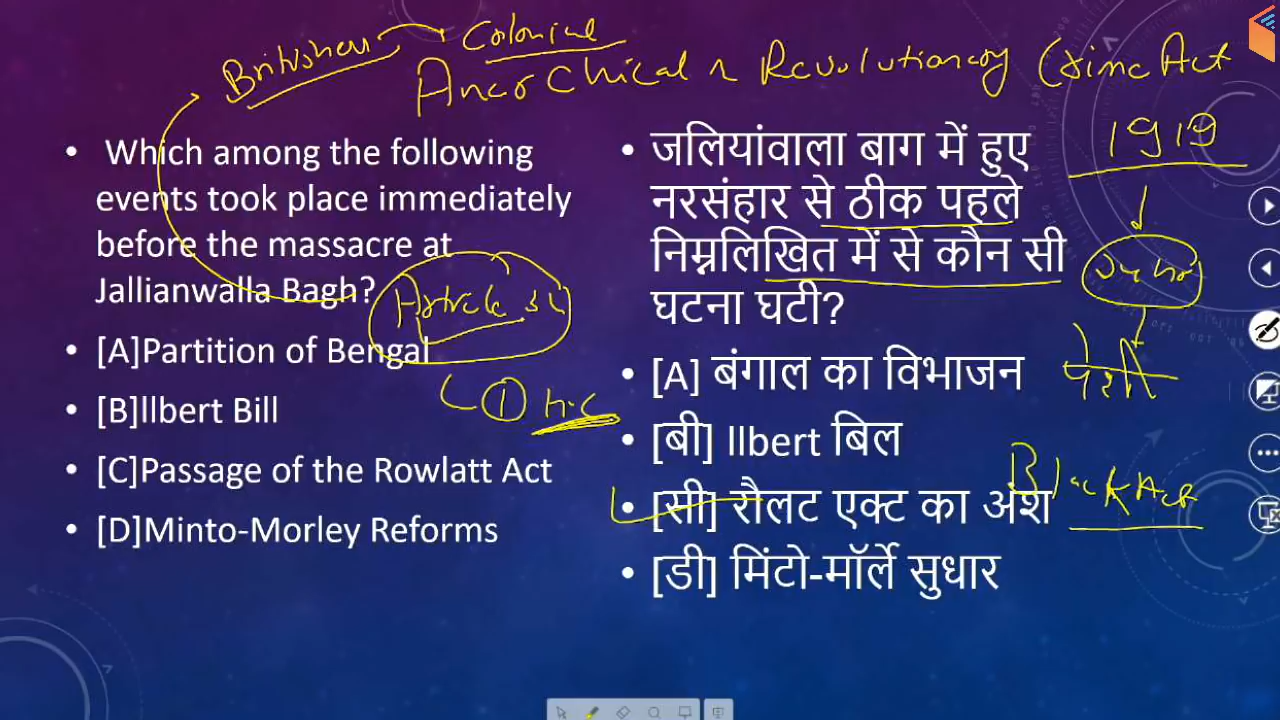 Britishers Colonial
Anarchical n Revolutionary Crime Act
1919
• Which among the following
events took place immediately
before the massacre at
Jallianwalla Bagh?
• [A]Partition of Bengal
• [B]Ilbert Bill
• [C]Passage of the Rowlatt Act
• [D]Minto-Morley Reforms
Article 32
① H.C
• जलियांवाला बाग में हुए
नरसंहार से ठीक पहले
निम्नलिखित में से कौन सी
घटना घटी?
• [A] बंगाल का विभाजन
• [बी] Ilbert बिल
• [सी] रौलट एक्ट का अंश
• [डी] मिंटो-मॉर्ले सुधार
Black Act